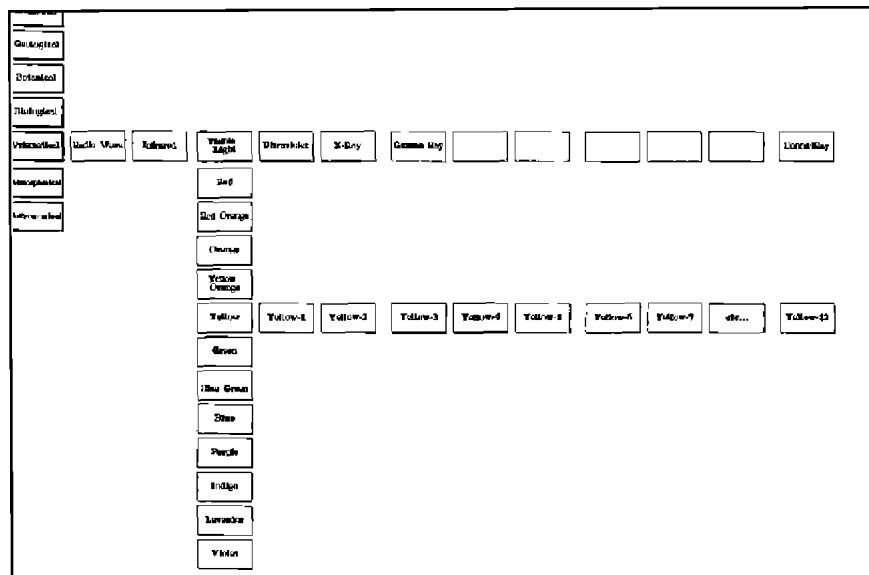 Geological
Botanical
Biological
Prismatical Radio Wave Infrared Visible Light Ultraviolet X-Ray Gamma Ray Cosmic Ray
Atmospherical
Red
Red Orange
Orange
Yellow Orange
Yellow Yellow-1 Yellow-2 Yellow-3 Yellow-4 Yellow-5 Yellow-6 Yellow-7 etc... Yellow-12
Green
Blue Green
Blue
Purple
Indigo
Lavender
Violet